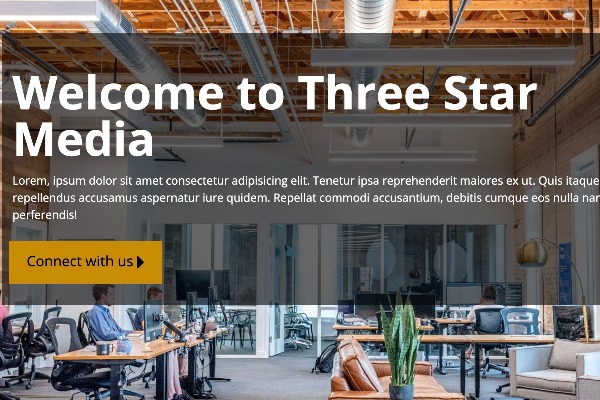 Welcome to Three Star
Media
Lorem, ipsum dolor sit amet consectetur adipisicing elit. Tenetur ipsa reprehenderit maiores ex ut. Quis itaque
repellendus accusamus aspernatur iure quidem. Repellat commodi accusantium, debitis cumque eos nulla nam
perferendis!
Connect with us